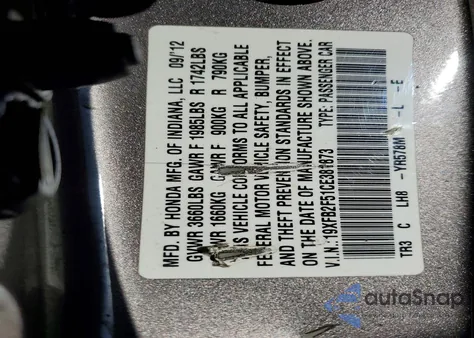 MFD. BY HONDA MFG. OF INDIANA, LLC 09/12
GVWR 3660LBS GAWR F 1985LBS R 1742LBS
1660KG GAWR F 900KG R 790KG
VEHICLE CONFORMS TO ALL APPLICABLE
FEDERAL MOTOR VEHICLE SAFETY, BUMPER,
AND THEFT PREVENTION STANDARDS IN EFFECT
ON THE DATE OF MANUFACTURE SHOWN ABOVE.
V.I.N.: TYPE: PASSENGER CAR
TR3 C LH8 -YR578M -L -E
autoSnap